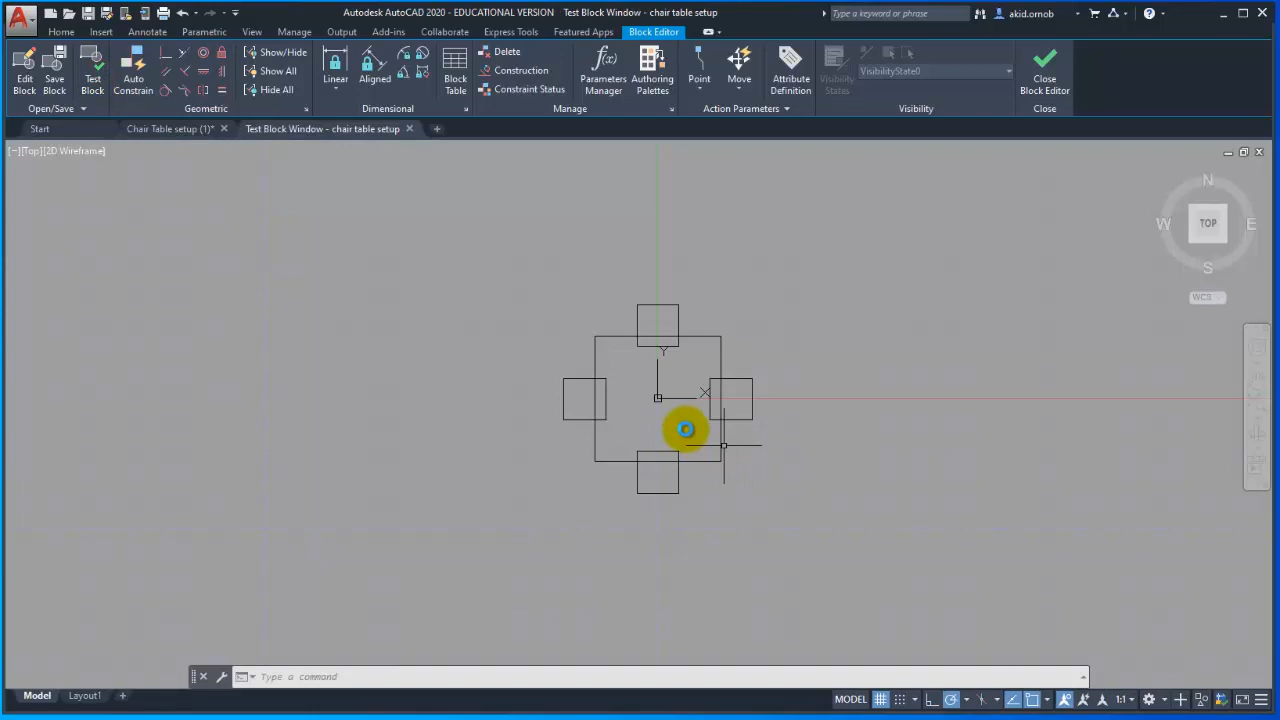 Autodesk AutoCAD 2020 - EDUCATIONAL VERSION Test Block Window - chair table setup
Type a keyword or phrase
akid.ornob
Home Insert Annotate Parametric View Manage Output Add-ins Collaborate Express Tools Featured Apps Block Editor
Edit Block
Save Block
Test Block
Open/Save
Auto Constrain
Show/Hide
Show All
Hide All
Geometric
Linear
Aligned
Dimensional
Block Table
Delete
Construction
Constraint Status
Parameters Manager
Authoring Palettes
Manage
Point
Move
Action Parameters
Attribute Definition
Visibility States
VisibilityState0
Visibility
Close Block Editor
Close
Start
Chair Table setup (1)*
Test Block Window - chair table setup
[−][Top][2D Wireframe]
N
W TOP E
S
WCS
Y
X
Type a command
Model Layout1
MODEL 1:1